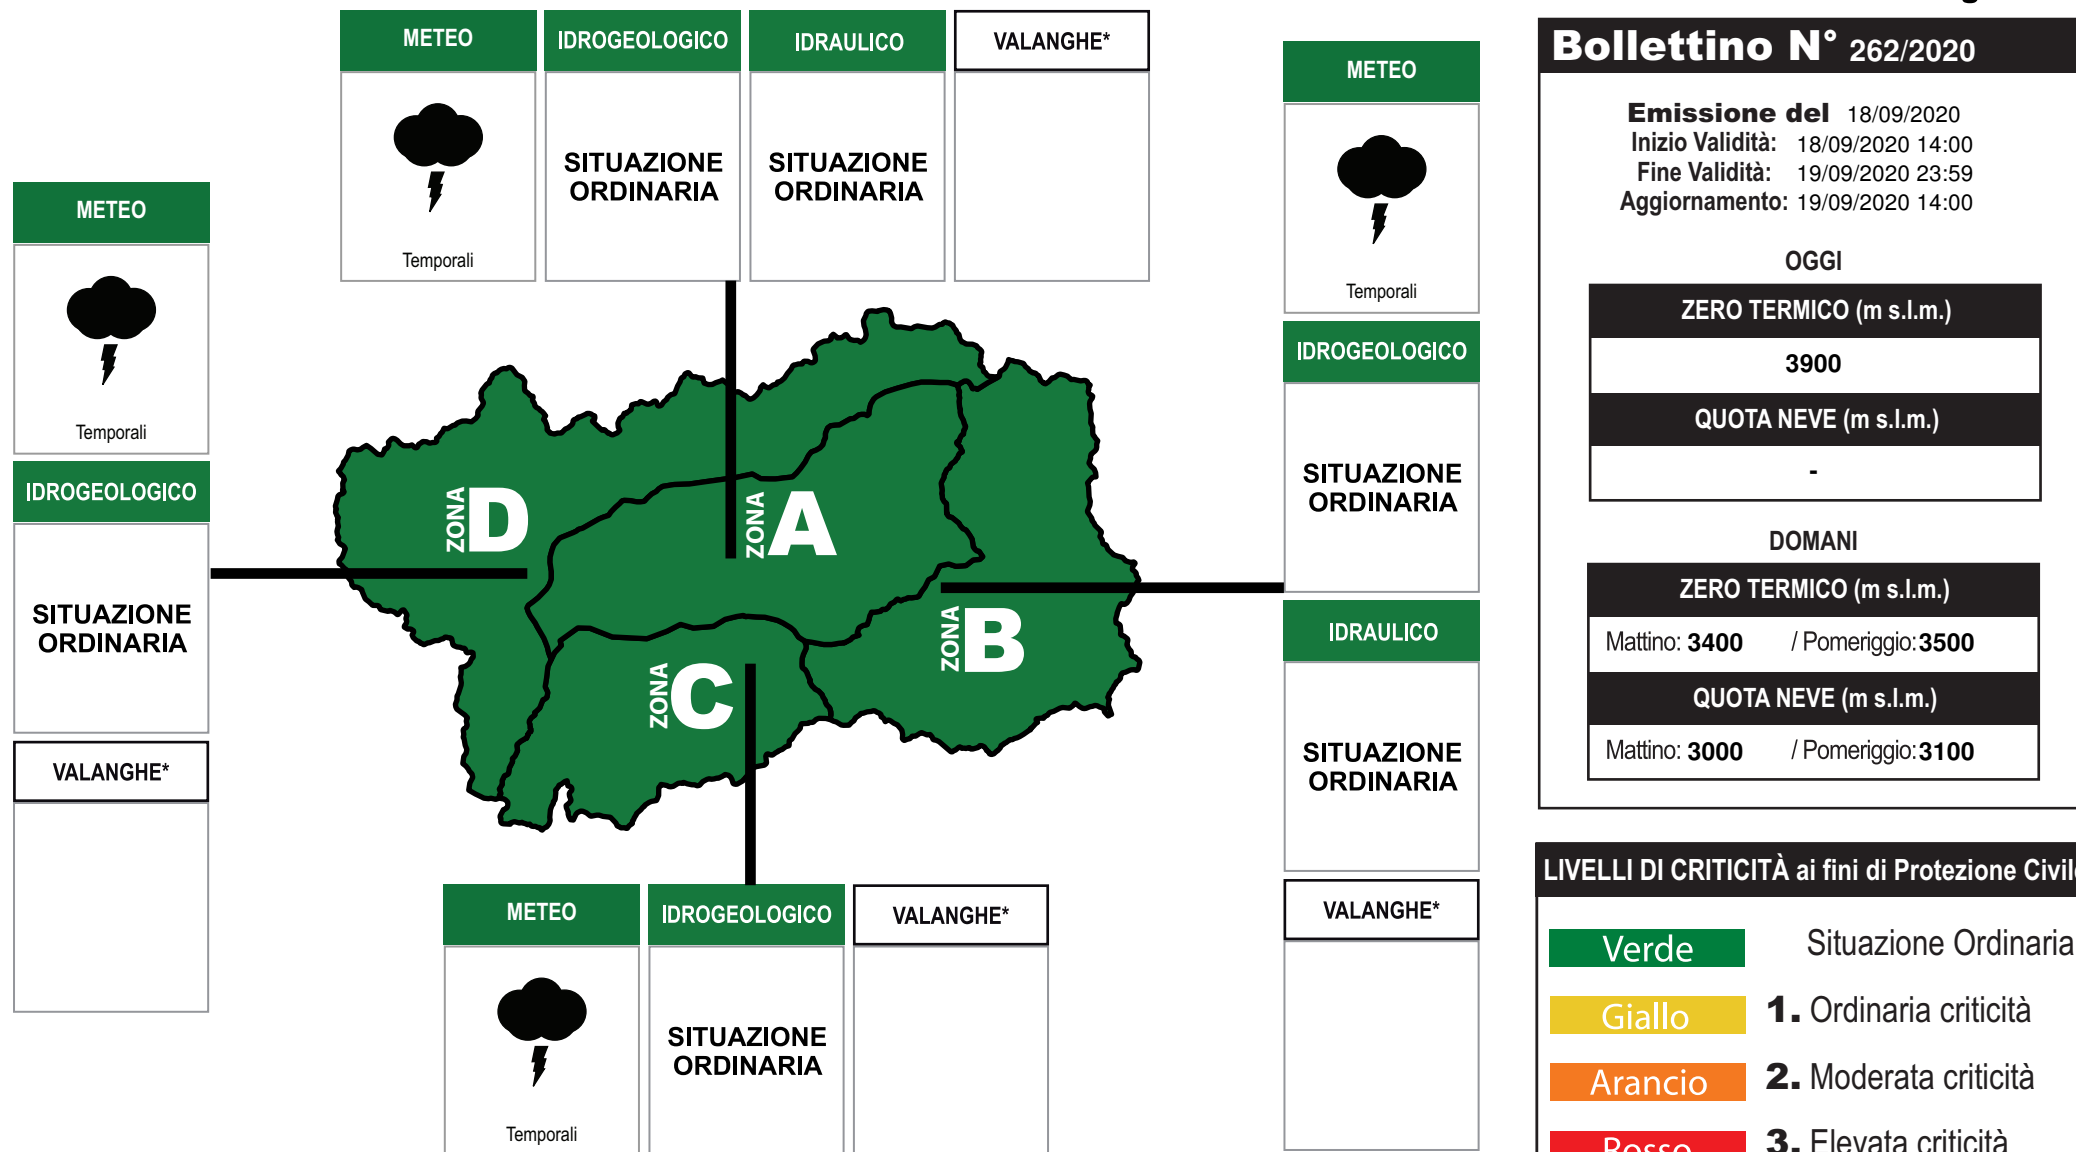 METEO
IDROGEOLOGICO
IDRAULICO
VALANGHE*
Temporali
SITUAZIONE
ORDINARIA
SITUAZIONE
ORDINARIA
METEO
Temporali
IDROGEOLOGICO
SITUAZIONE
ORDINARIA
VALANGHE*
ZONA D
ZONA A
ZONA B
ZONA C
METEO
Temporali
IDROGEOLOGICO
SITUAZIONE
ORDINARIA
IDRAULICO
SITUAZIONE
ORDINARIA
VALANGHE*
METEO
IDROGEOLOGICO
VALANGHE*
Temporali
SITUAZIONE
ORDINARIA
Bollettino N° 262/2020
Emissione del 18/09/2020
Inizio Validità: 18/09/2020 14:00
Fine Validità: 19/09/2020 23:59
Aggiornamento: 19/09/2020 14:00
OGGI
ZERO TERMICO (m s.l.m.)
3900
QUOTA NEVE (m s.l.m.)
-
DOMANI
ZERO TERMICO (m s.l.m.)
Mattino: 3400 / Pomeriggio: 3500
QUOTA NEVE (m s.l.m.)
Mattino: 3000 / Pomeriggio: 3100
LIVELLI DI CRITICITÀ ai fini di Protezione Civile
Verde Situazione Ordinaria
Giallo 1. Ordinaria criticità
Arancio 2. Moderata criticità
Rosso 3. Elevata criticità